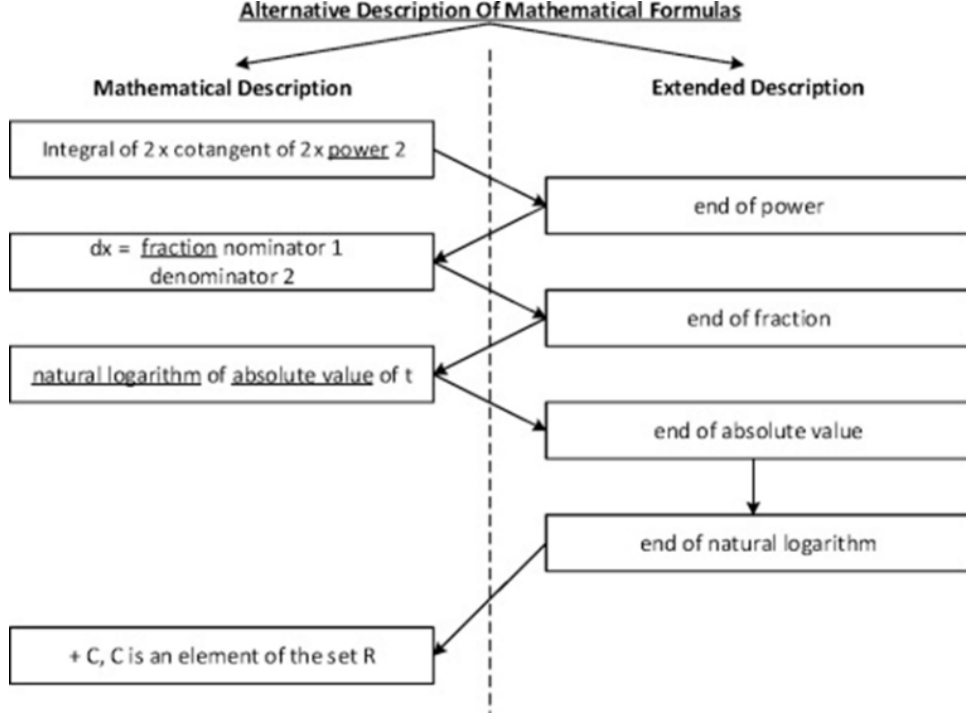 Alternative Description Of Mathematical Formulas
Mathematical Description
Extended Description
Integral of 2 x cotangent of 2 x power 2
end of power
dx = fraction nominator 1
denominator 2
end of fraction
natural logarithm of absolute value of t
end of absolute value
end of natural logarithm
+ C, C is an element of the set R